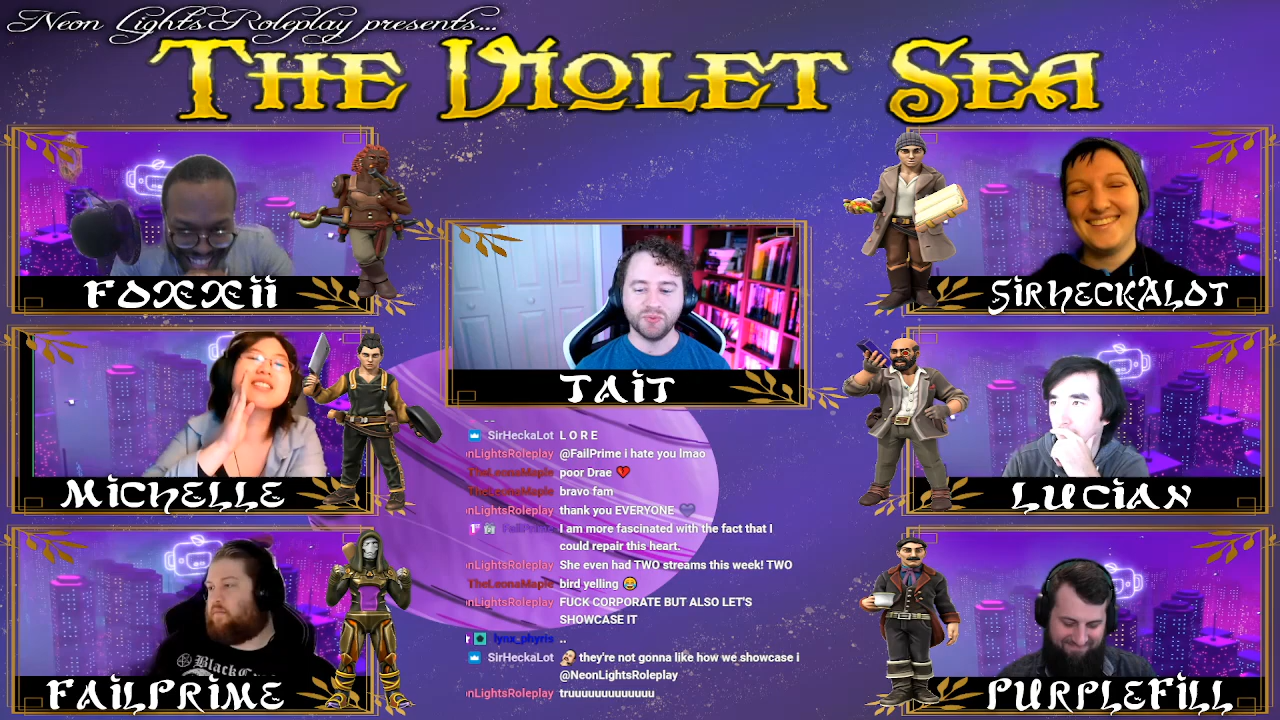 Neon Lights Roleplay presents...
THE VIOLET SEA
FOXXII
SIRHECKALOT
TAIT
MICHELLE
LUCIAN
FAILPRIME
PURPLEFILL
Black
SirHeckaLot L O R E
nLightsRoleplay @FailPrime i hate you lmao
TheLeonaMaple poor Drae 💔
TheLeonaMaple bravo fam
nLightsRoleplay thank you EVERYONE 💜
FailPrime I am more fascinated with the fact that I
could repair this heart.
nLightsRoleplay She even had TWO streams this week! TWO
TheLeonaMaple bird yelling 😂
nLightsRoleplay FUCK CORPORATE BUT ALSO LET'S
SHOWCASE IT
lynx_phyris ..
SirHeckaLot they're not gonna like how we showcase i
@NeonLightsRoleplay
nLightsRoleplay truuuuuuuuuuuuu